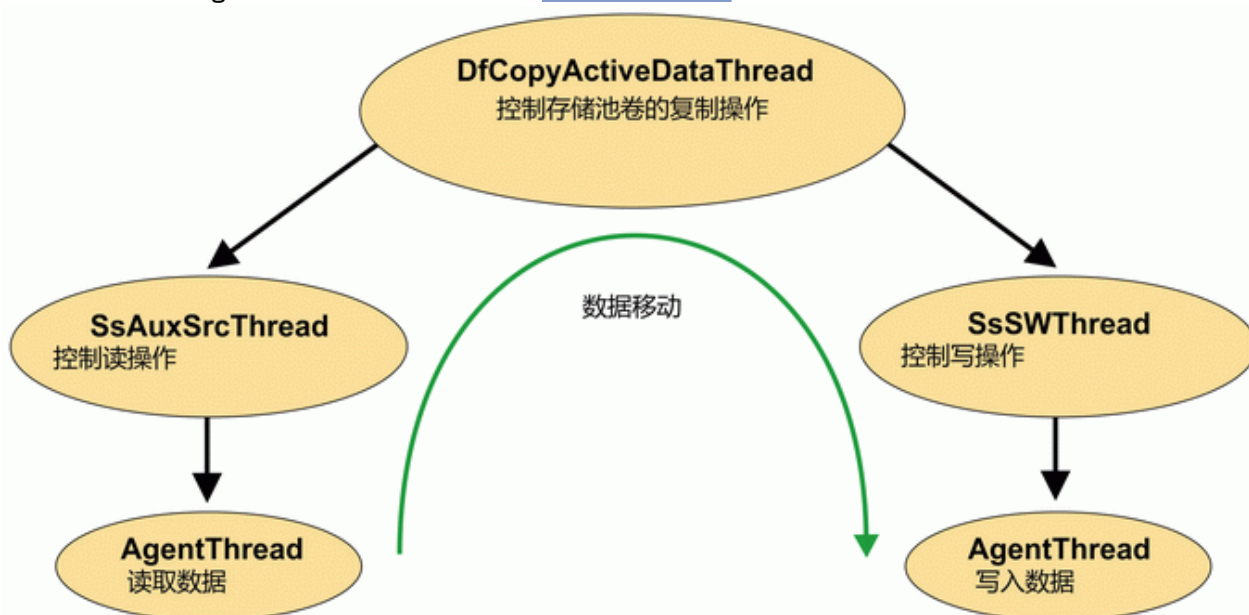 DfCopyActiveDataThread
控制存储池卷的复制操作
数据移动
SsAuxSrcThread
控制读操作
SsSWThread
控制写操作
AgentThread
读取数据
AgentThread
写入数据